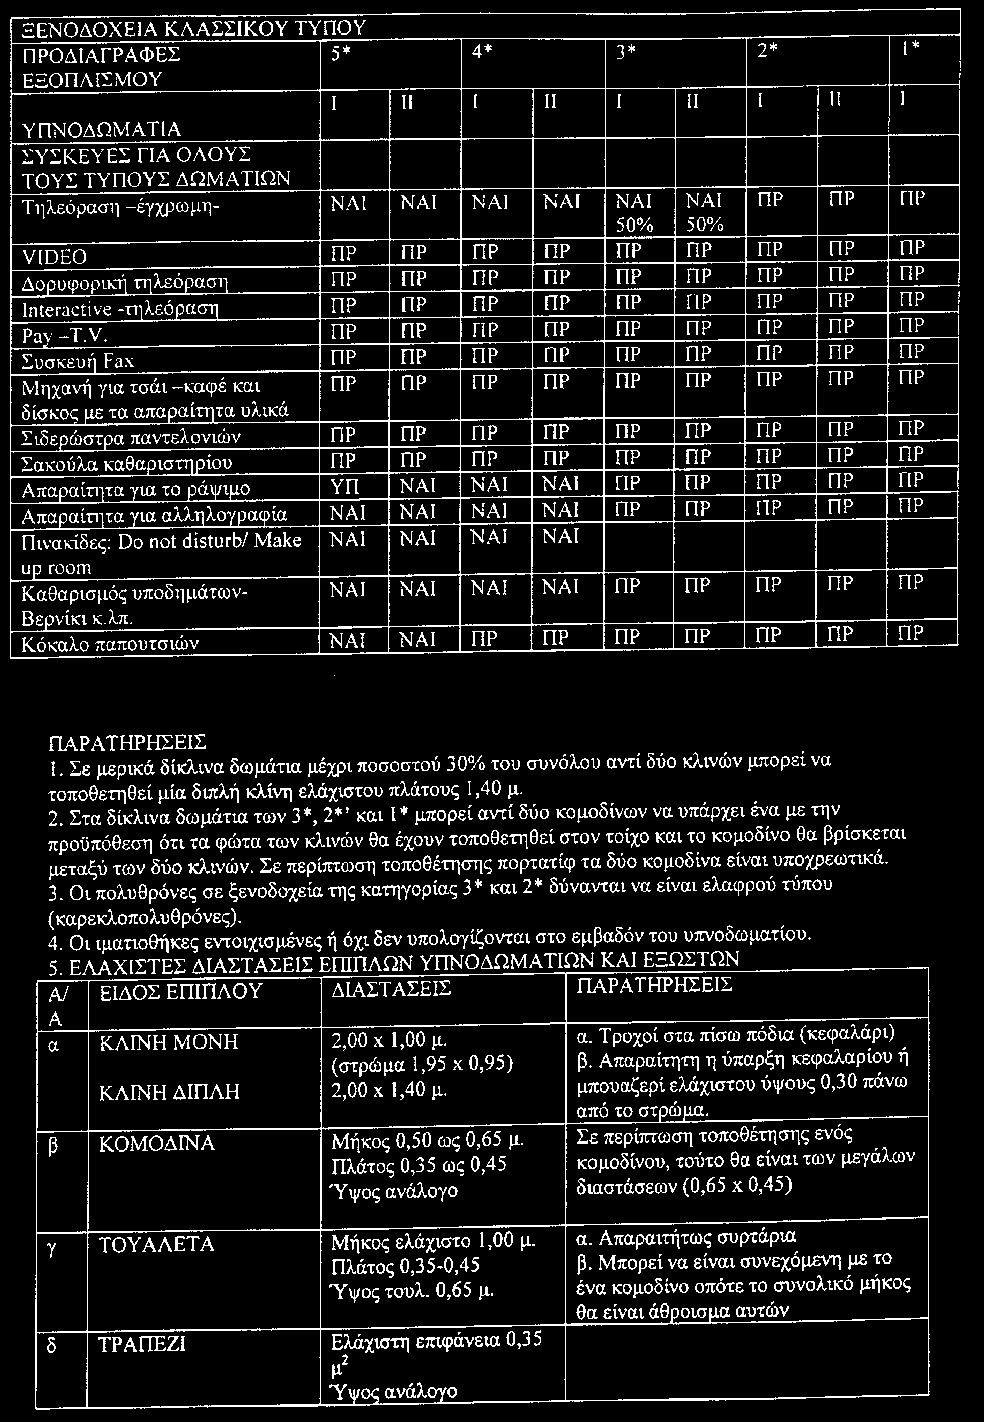 ΞΕΝΟΔΟΧΕΙΑ ΚΛΑΣΣΙΚΟΥ ΤΥΠΟΥ
ΠΡΟΔΙΑΓΡΑΦΕΣ 5* 4* 3* 2* 1*
ΕΞΟΠΛΙΣΜΟΥ
I II I II I II I II I
ΥΠΝΟΔΩΜΑΤΙΑ
ΣΥΣΚΕΥΕΣ ΓΙΑ ΟΛΟΥΣ
ΤΟΥΣ ΤΥΠΟΥΣ ΔΩΜΑΤΙΩΝ
Τηλεόραση –έγχρωμη- ΝΑΙ ΝΑΙ ΝΑΙ ΝΑΙ ΝΑΙ ΝΑΙ ΠΡ ΠΡ ΠΡ
50% 50%
VIDEO ΠΡ ΠΡ ΠΡ ΠΡ ΠΡ ΠΡ ΠΡ ΠΡ ΠΡ
Δορυφορική τηλεόραση ΠΡ ΠΡ ΠΡ ΠΡ ΠΡ ΠΡ ΠΡ ΠΡ ΠΡ
Interactive -τηλεόραση ΠΡ ΠΡ ΠΡ ΠΡ ΠΡ ΠΡ ΠΡ ΠΡ ΠΡ
Pay –T.V. ΠΡ ΠΡ ΠΡ ΠΡ ΠΡ ΠΡ ΠΡ ΠΡ ΠΡ
Συσκευή Fax ΠΡ ΠΡ ΠΡ ΠΡ ΠΡ ΠΡ ΠΡ ΠΡ ΠΡ
Μηχανή για τσάι –καφέ και ΠΡ ΠΡ ΠΡ ΠΡ ΠΡ ΠΡ ΠΡ ΠΡ ΠΡ
δίσκος με τα απαραίτητα υλικά
Σιδερώστρα παντελονιών ΠΡ ΠΡ ΠΡ ΠΡ ΠΡ ΠΡ ΠΡ ΠΡ ΠΡ
Σακούλα καθαριστηρίου ΠΡ ΠΡ ΠΡ ΠΡ ΠΡ ΠΡ ΠΡ ΠΡ ΠΡ
Απαραίτητα για το ράψιμο ΥΠ ΝΑΙ ΝΑΙ ΝΑΙ ΠΡ ΠΡ ΠΡ ΠΡ ΠΡ
Απαραίτητα για αλληλογραφία ΝΑΙ ΝΑΙ ΝΑΙ ΝΑΙ ΠΡ ΠΡ ΠΡ ΠΡ ΠΡ
Πινακίδες: Do not disturb/ Make ΝΑΙ ΝΑΙ ΝΑΙ ΝΑΙ
up room
Καθαρισμός υποδημάτων- ΝΑΙ ΝΑΙ ΝΑΙ ΝΑΙ ΠΡ ΠΡ ΠΡ ΠΡ ΠΡ
Βερνίκι κ.λπ.
Κόκαλο παπουτσιών ΝΑΙ ΝΑΙ ΠΡ ΠΡ ΠΡ ΠΡ ΠΡ ΠΡ ΠΡ
ΠΑΡΑΤΗΡΗΣΕΙΣ
1. Σε μερικά δίκλινα δωμάτια μέχρι ποσοστού 30% του συνόλου αντί δύο κλινών μπορεί να
τοποθετηθεί μία διπλή κλίνη ελάχιστου πλάτους 1,40 μ.
2. Στα δίκλινα δωμάτια των 3*, 2*' και 1* μπορεί αντί δύο κομοδίνων να υπάρχει ένα με την
προϋπόθεση ότι τα φώτα των κλινών θα έχουν τοποθετηθεί στον τοίχο και το κομοδίνο θα βρίσκεται
μεταξύ των δύο κλινών. Σε περίπτωση τοποθέτησης πορτατίφ τα δύο κομοδίνα είναι υποχρεωτικά.
3. Οι πολυθρόνες σε ξενοδοχεία της κατηγορίας 3* και 2* δύνανται να είναι ελαφρού τύπου
(καρεκλοπολυθρόνες).
4. Οι ιματιοθήκες εντοιχισμένες ή όχι δεν υπολογίζονται στο εμβαδόν του υπνοδωματίου.
5. ΕΛΑΧΙΣΤΕΣ ΔΙΑΣΤΑΣΕΙΣ ΕΠΙΠΛΩΝ ΥΠΝΟΔΩΜΑΤΙΩΝ ΚΑΙ ΕΞΩΣΤΩΝ
Α/ ΕΙΔΟΣ ΕΠΙΠΛΟΥ ΔΙΑΣΤΑΣΕΙΣ ΠΑΡΑΤΗΡΗΣΕΙΣ
Α
α ΚΛΙΝΗ ΜΟΝΗ 2,00 x 1,00 μ. α. Τροχοί στα πίσω πόδια (κεφαλάρι)
(στρώμα 1,95 x 0,95) β. Απαραίτητη η ύπαρξη κεφαλαρίου ή
ΚΛΙΝΗ ΔΙΠΛΗ 2,00 x 1,40 μ. μπουαζερί ελάχιστου ύψους 0,30 πάνω
από το στρώμα.
β ΚΟΜΟΔΙΝΑ Μήκος 0,50 ως 0,65 μ. Σε περίπτωση τοποθέτησης ενός
Πλάτος 0,35 ως 0,45 κομοδίνου, τούτο θα είναι των μεγάλων
Ύψος ανάλογο διαστάσεων (0,65 x 0,45)
γ ΤΟΥΑΛΕΤΑ Μήκος ελάχιστο 1,00 μ. α. Απαραιτήτως συρτάρια
Πλάτος 0,35-0,45 β. Μπορεί να είναι συνεχόμενη με το
Ύψος τουλ. 0,65 μ. ένα κομοδίνο οπότε το συνολικό μήκος
θα είναι άθροισμα αυτών
δ ΤΡΑΠΕΖΙ Ελάχιστη επιφάνεια 0,35
μ²
Ύψος ανάλογο